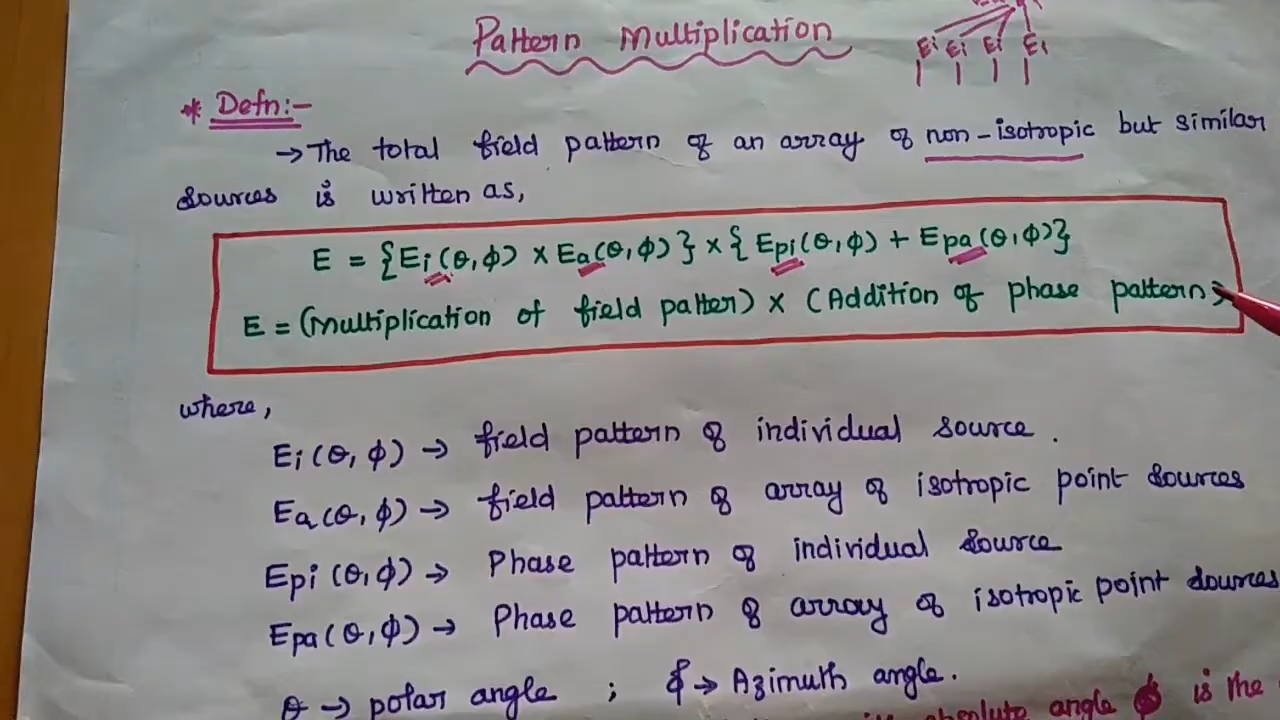 Pattern Multiplication
Ei Ei Ei Ei
* Defn:-
→ The total field pattern of an array of non-isotropic but similar
sources is written as,
E = {Ei(θ,ϕ) × Ea(θ,ϕ)} × {Epi(θ,ϕ) + Epa(θ,ϕ)}
E = (Multiplication of field patter) × (Addition of phase pattern)
where,
Ei(θ,ϕ) → field pattern of individual source.
Ea(θ,ϕ) → field pattern of array of isotropic point sources
Epi(θ,ϕ) → Phase pattern of individual source
Epa(θ,ϕ) → Phase pattern of array of isotropic point sources
θ → polar angle ; ϕ → Azimuth angle.
absolute angle ϕ is the